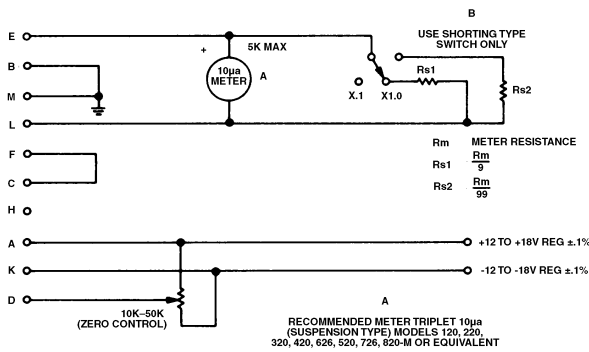 B
USE SHORTING TYPE
SWITCH ONLY
E
5K MAX
+
B
10µa
METER
A
Rs1
X.1
X1.0
Rs2
M
L
Rm METER RESISTANCE
Rs1 Rm
9
Rs2 Rm
99
F
C
H
A
+12 TO +18V REG ±.1%
K
-12 TO -18V REG ±.1%
D
10K–50K
(ZERO CONTROL)
A
RECOMMENDED METER TRIPLET 10µa
(SUSPENSION TYPE) MODELS 120, 220,
320, 420, 626, 520, 726, 820-M OR EQUIVALENT